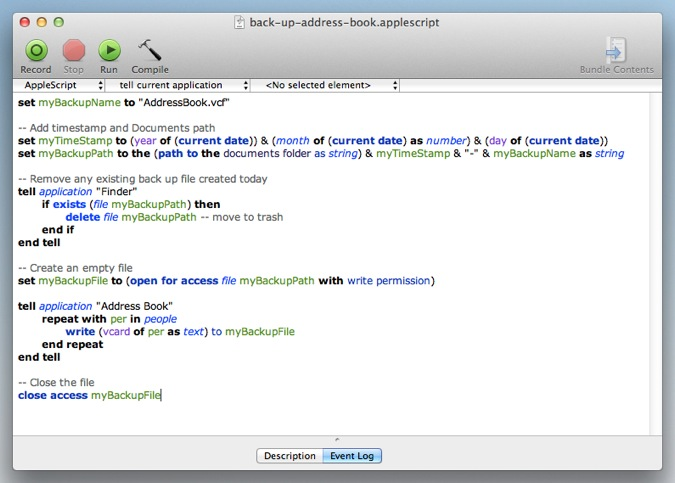 back-up-address-book.applescript
Record Stop Run Compile Bundle Contents
AppleScript tell current application <No selected element>
set myBackupName to "AddressBook.vcf"
-- Add timestamp and Documents path
set myTimeStamp to (year of (current date)) & (month of (current date) as number) & (day of (current date))
set myBackupPath to the (path to the documents folder as string) & myTimeStamp & "-" & myBackupName as string
-- Remove any existing back up file created today
tell application "Finder"
if exists (file myBackupPath) then
delete file myBackupPath -- move to trash
end if
end tell
-- Create an empty file
set myBackupFile to (open for access file myBackupPath with write permission)
tell application "Address Book"
repeat with per in people
write (vcard of per as text) to myBackupFile
end repeat
end tell
-- Close the file
close access myBackupFile
Description Event Log